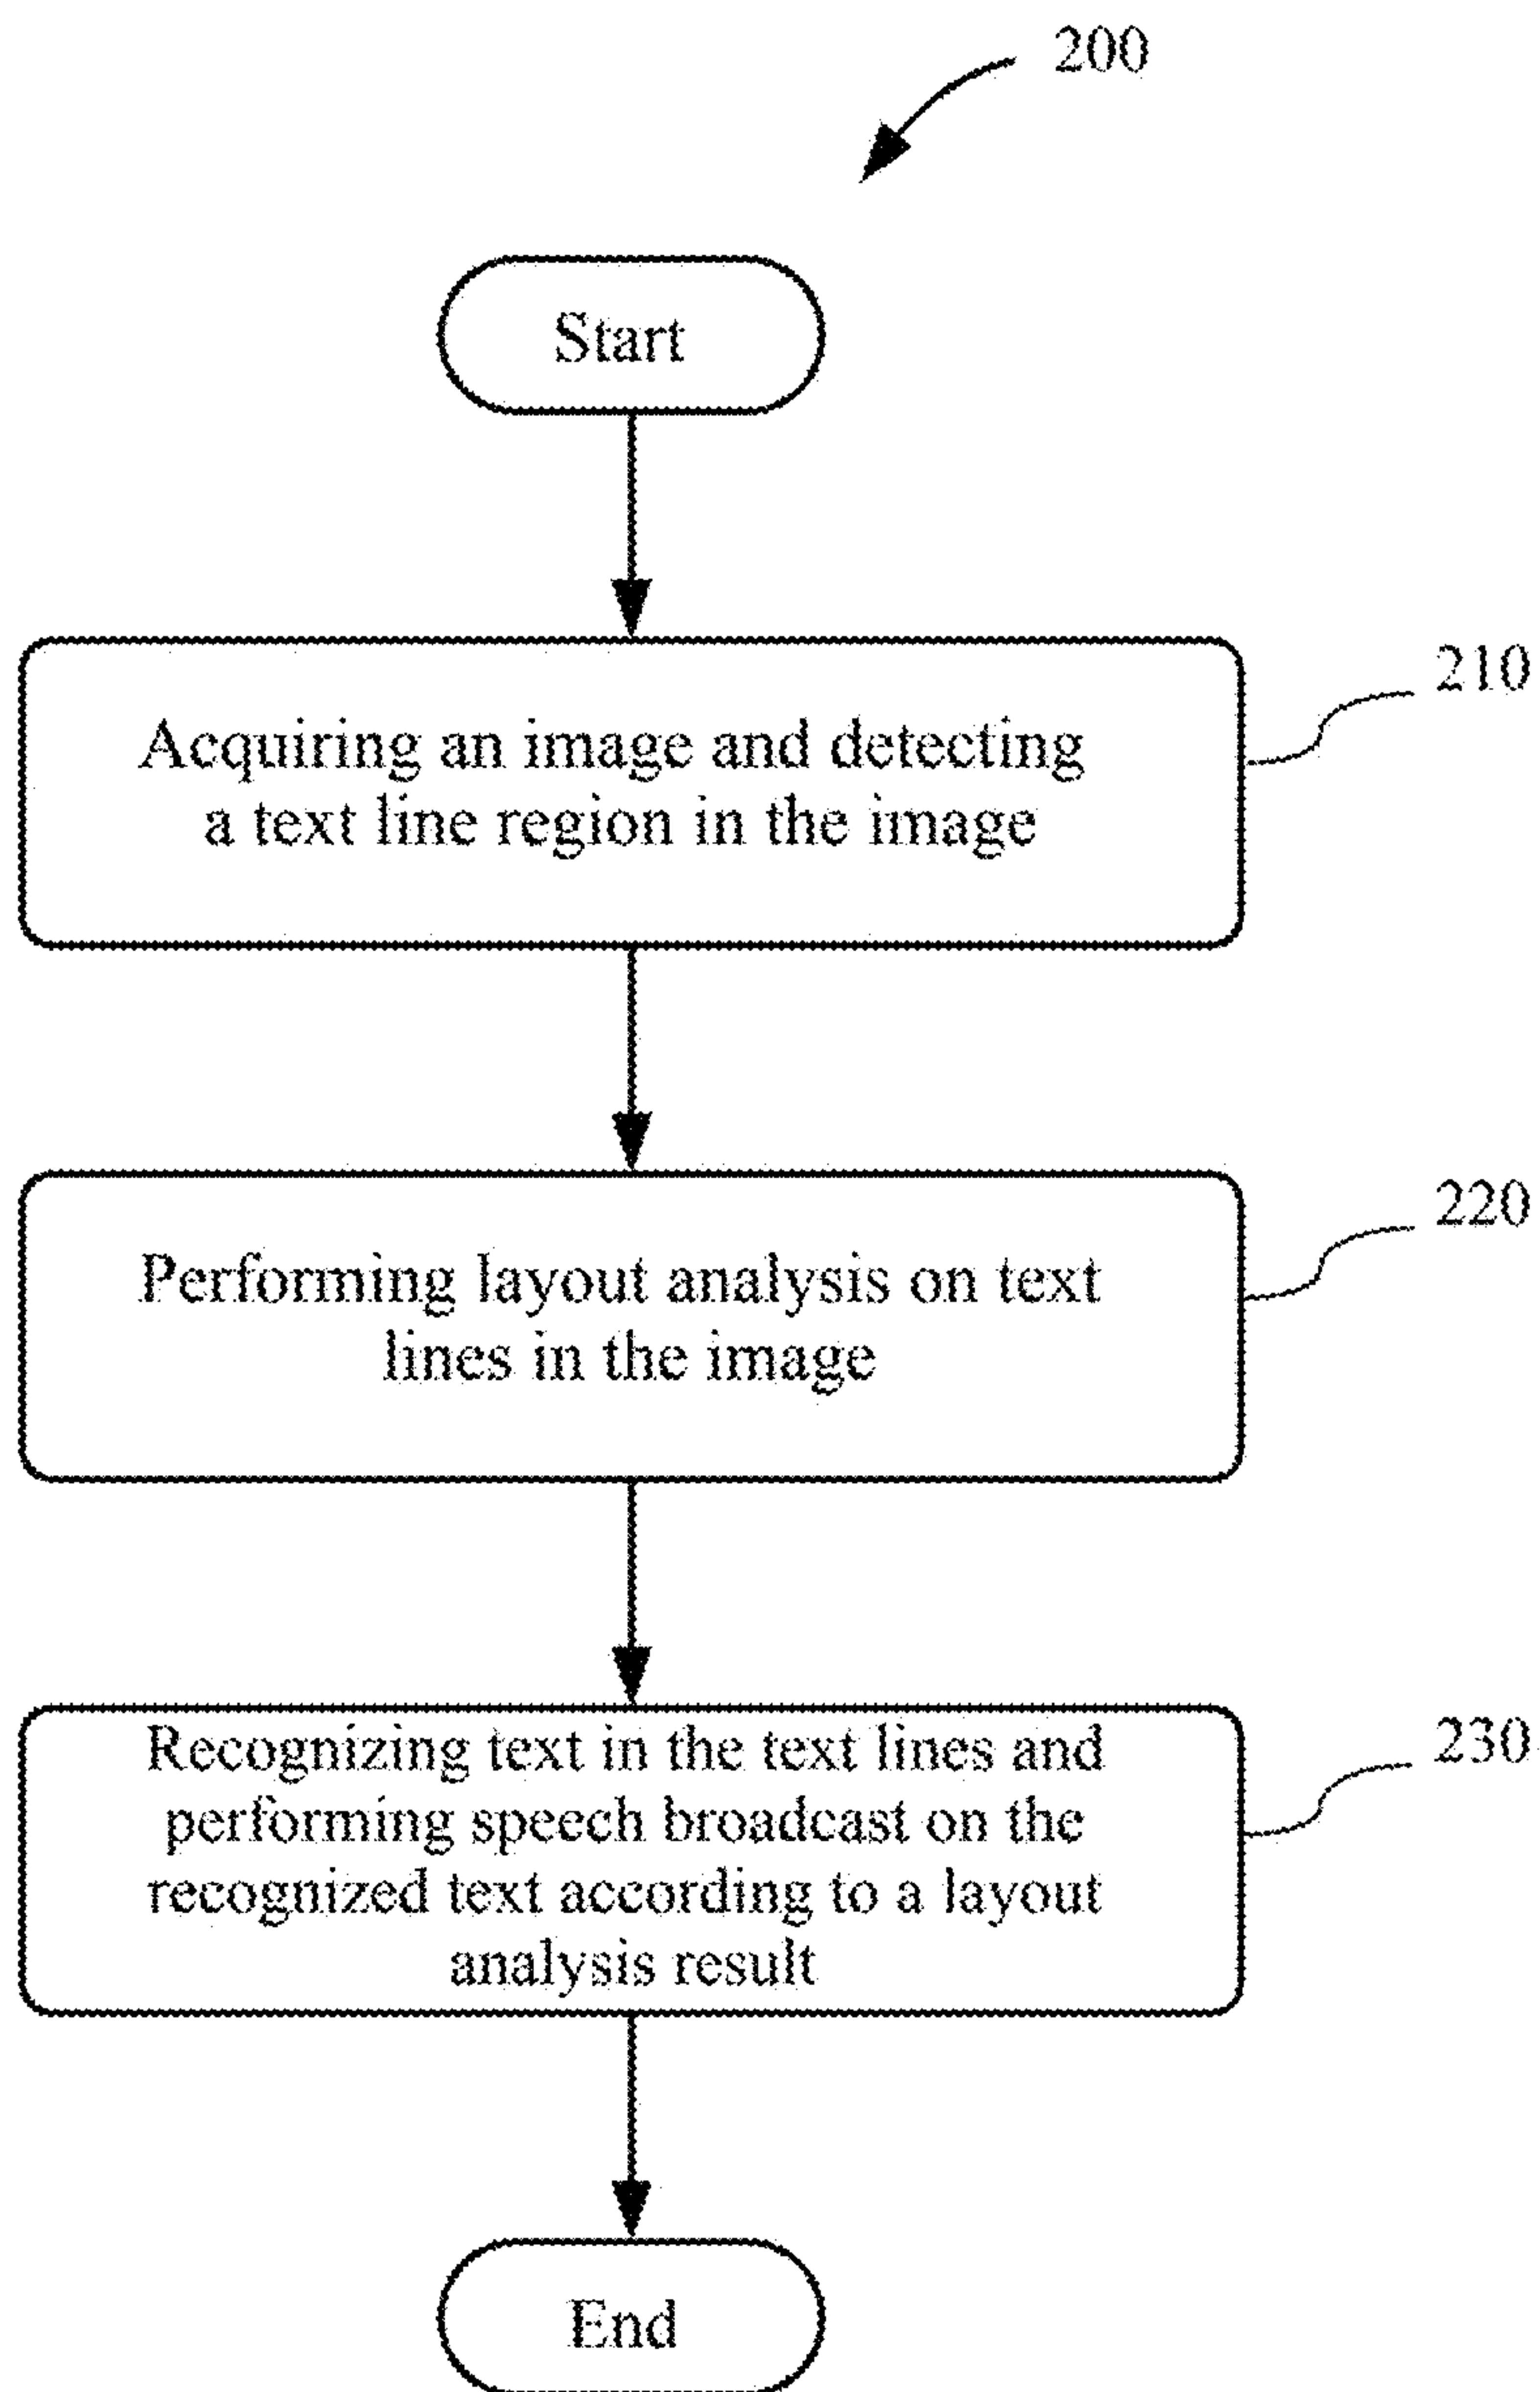 200
Start
210
Acquiring an image and detecting
a text line region in the image
220
Performing layout analysis on text
lines in the image
230
Recognizing text in the text lines and
performing speech broadcast on the
recognized text according to a layout
analysis result
End